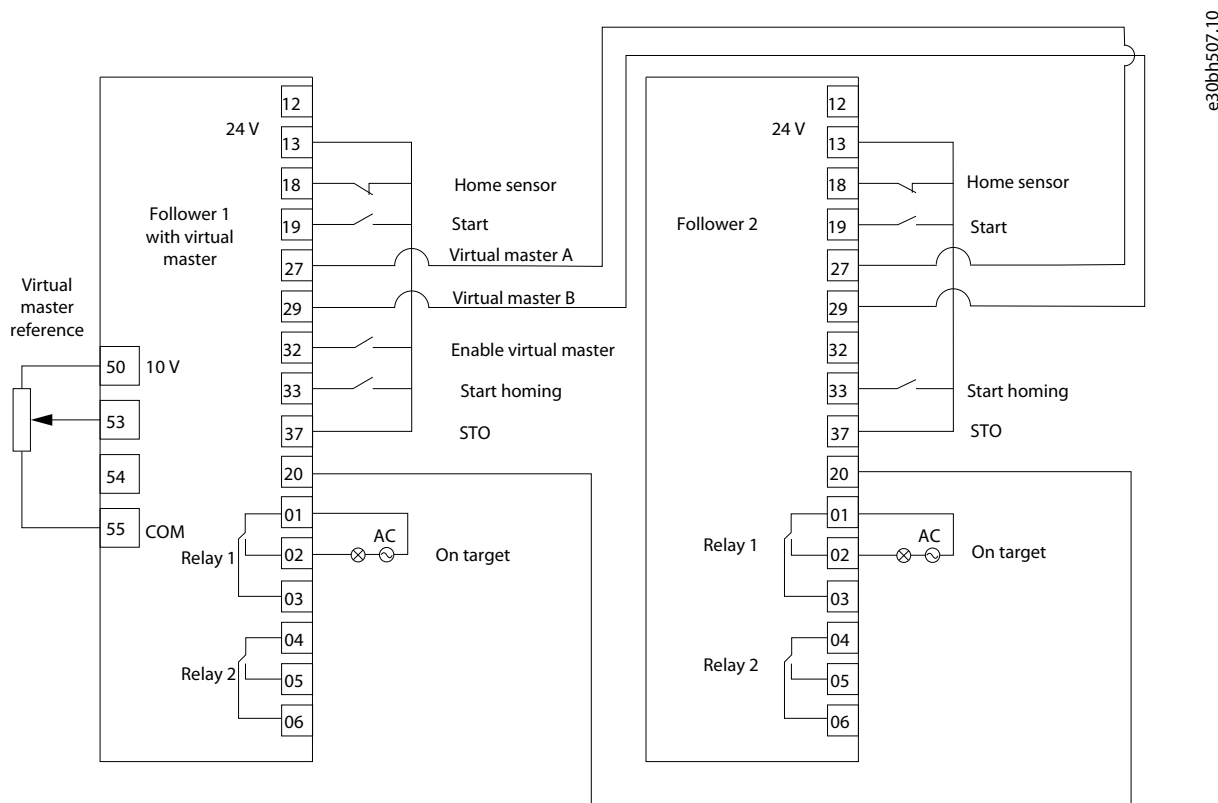 e30bh507.10
12
24 V
13
18
Home sensor
Follower 1
with virtual
master
19
Start
27
Virtual master A
29
Virtual master B
Virtual
master
reference
32
Enable virtual master
50
10 V
33
Start homing
53
37
STO
54
20
55
COM
01
Relay 1
02
AC
On target
03
04
Relay 2
05
06
12
24 V
13
18
Home sensor
Follower 2
19
Start
27
29
32
33
Start homing
37
STO
20
01
Relay 1
02
AC
On target
03
04
Relay 2
05
06